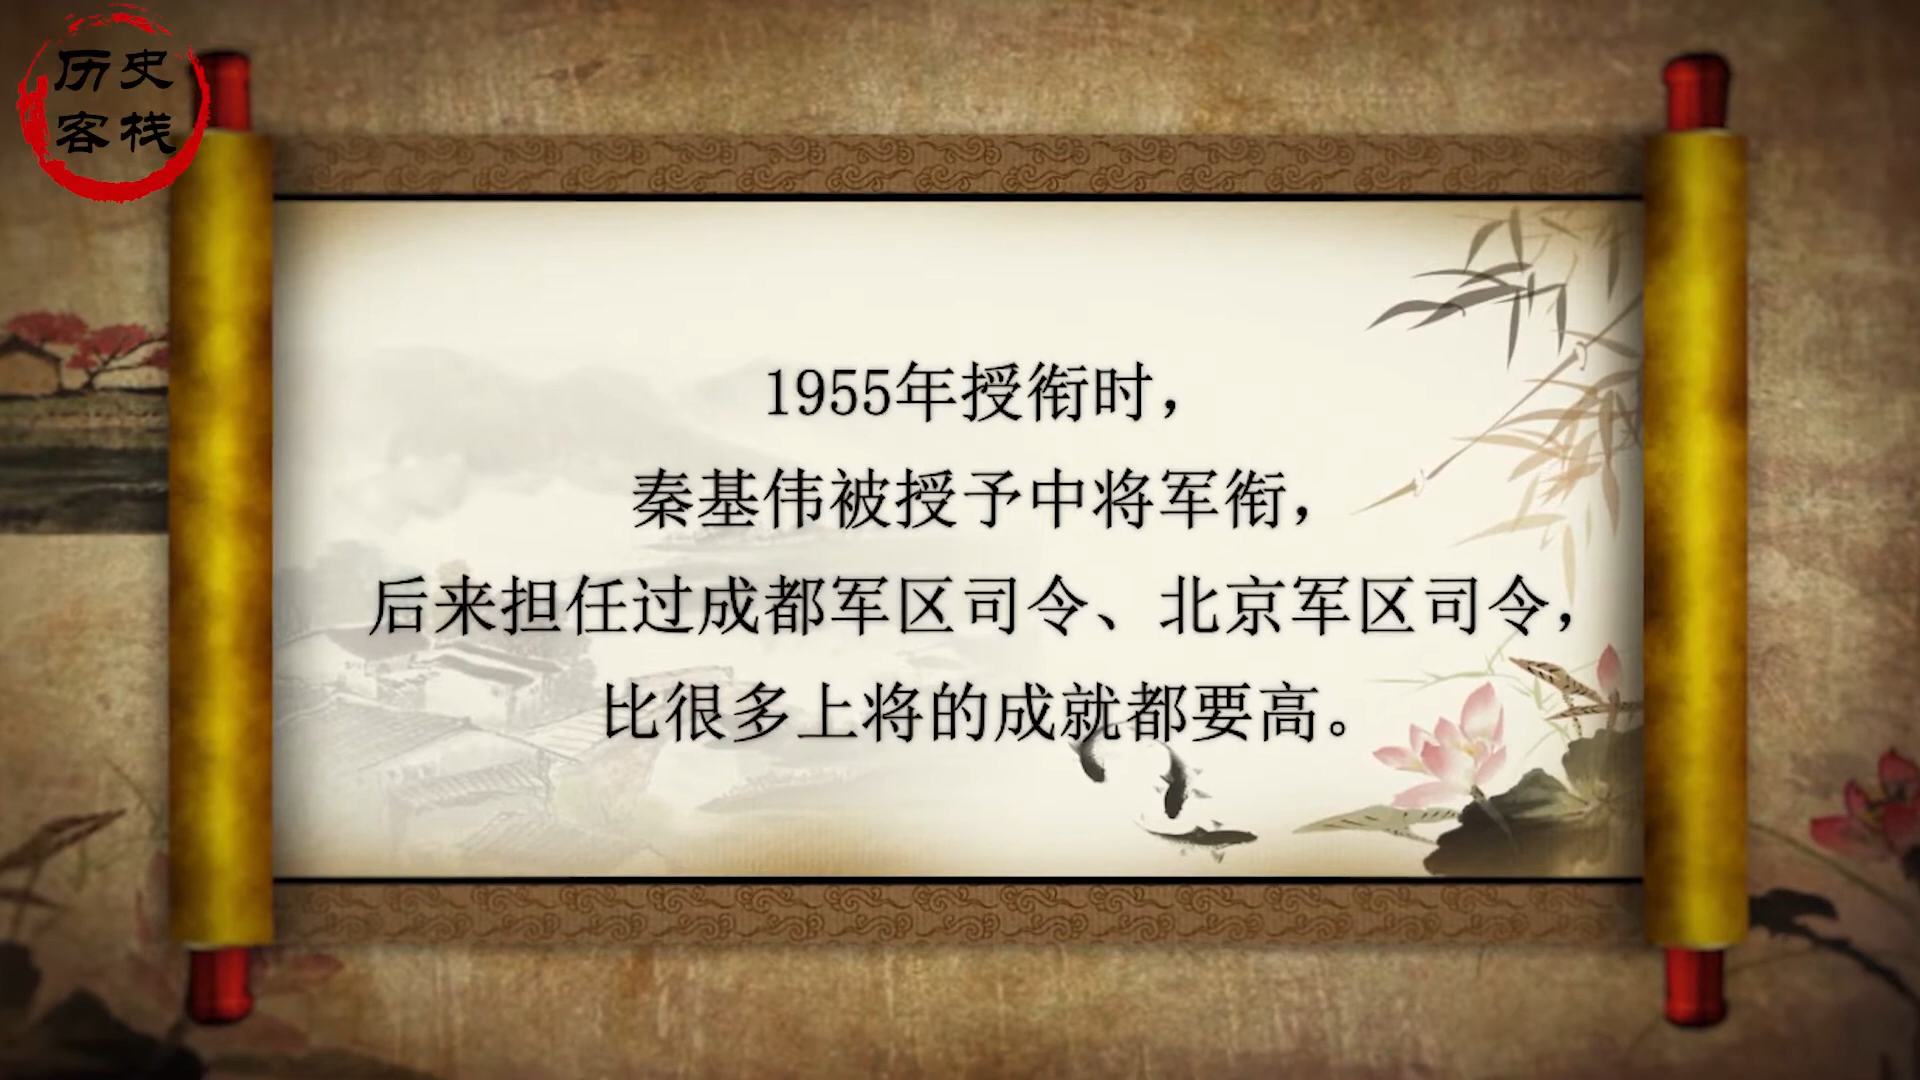 历史
客栈
1955年授衔时，
秦基伟被授予中将军衔，
后来担任过成都军区司令、北京军区司令，
比很多上将的成就都要高。